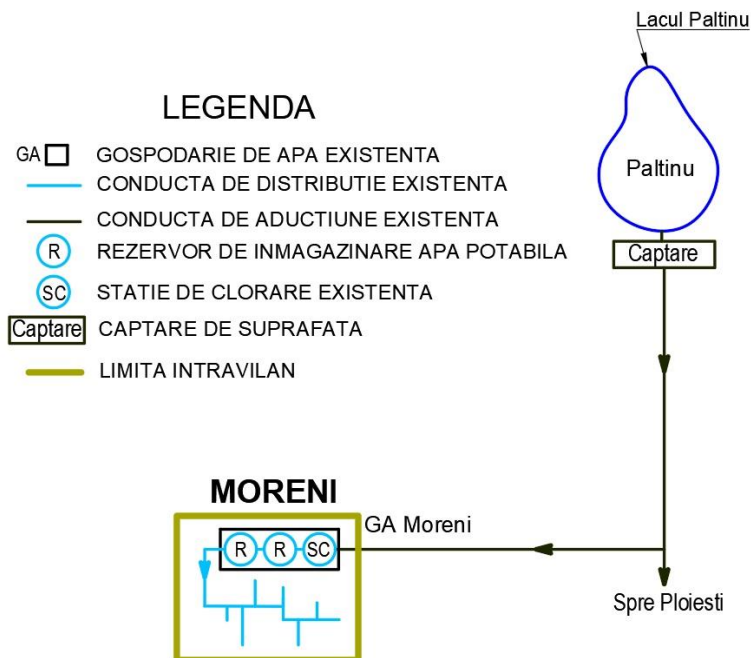 Lacul Paltinu
LEGENDA
GA GOSPODARIE DE APA EXISTENTA
CONDUCTA DE DISTRIBUTIE EXISTENTA
CONDUCTA DE ADUCTIUNE EXISTENTA
R REZERVOR DE INMAGAZINARE APA POTABILA
SC STATIE DE CLORARE EXISTENTA
Captare CAPTARE DE SUPRAFATA
LIMITA INTRAVILAN
Paltinu
Captare
MORENI
GA Moreni
R R SC
Spre Ploiesti